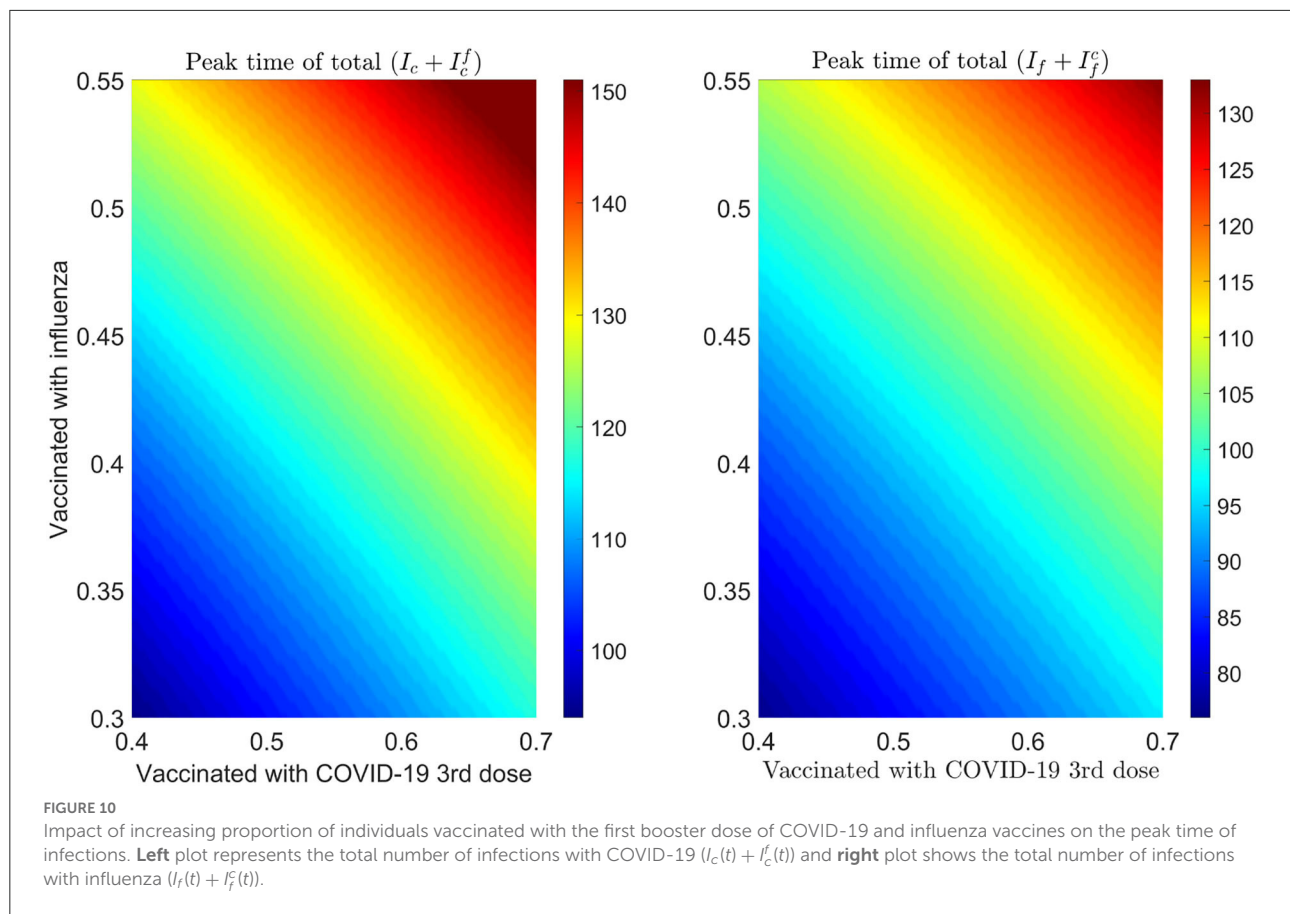 Peak time of total (I_c + I_c^f)
0.55
0.5
0.45
0.4
0.35
0.3
Vaccinated with influenza
0.4 0.5 0.6 0.7
Vaccinated with COVID-19 3rd dose
150
140
130
120
110
100
Peak time of total (I_f + I_f^c)
0.55
0.5
0.45
0.4
0.35
0.3
0.4 0.5 0.6 0.7
Vaccinated with COVID-19 3rd dose
130
125
120
115
110
105
100
95
90
85
80
FIGURE 10
Impact of increasing proportion of individuals vaccinated with the first booster dose of COVID-19 and influenza vaccines on the peak time of
infections. Left plot represents the total number of infections with COVID-19 (I_c(t) + I_c^f(t)) and right plot shows the total number of infections
with influenza (I_f(t) + I_f^c(t)).